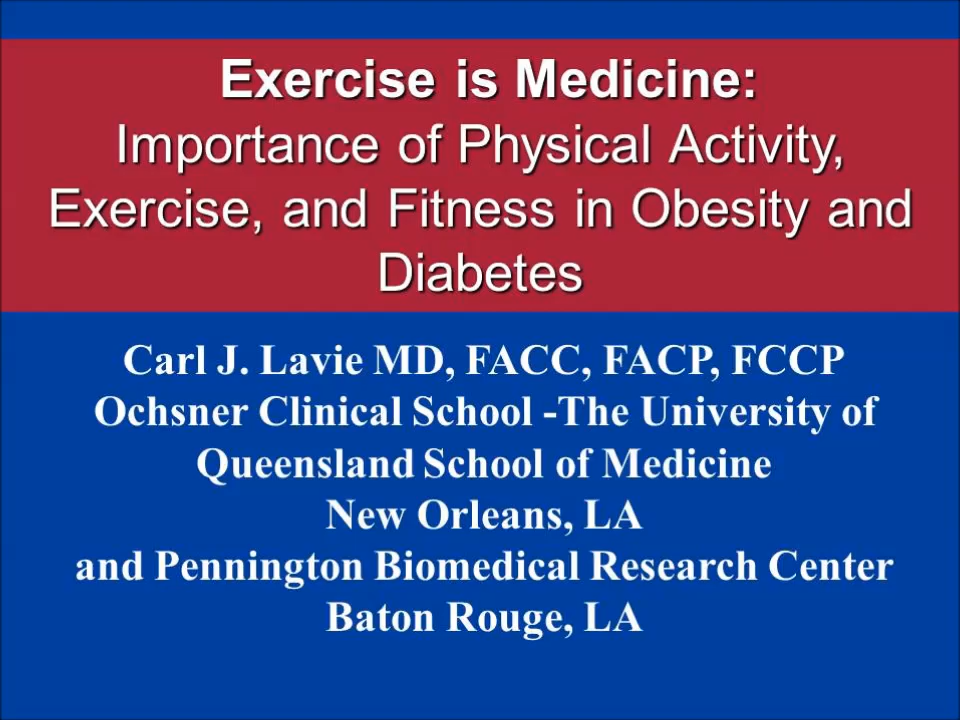 Exercise is Medicine:
Importance of Physical Activity,
Exercise, and Fitness in Obesity and
Diabetes
Carl J. Lavie MD, FACC, FACP, FCCP
Ochsner Clinical School -The University of
Queensland School of Medicine
New Orleans, LA
and Pennington Biomedical Research Center
Baton Rouge, LA